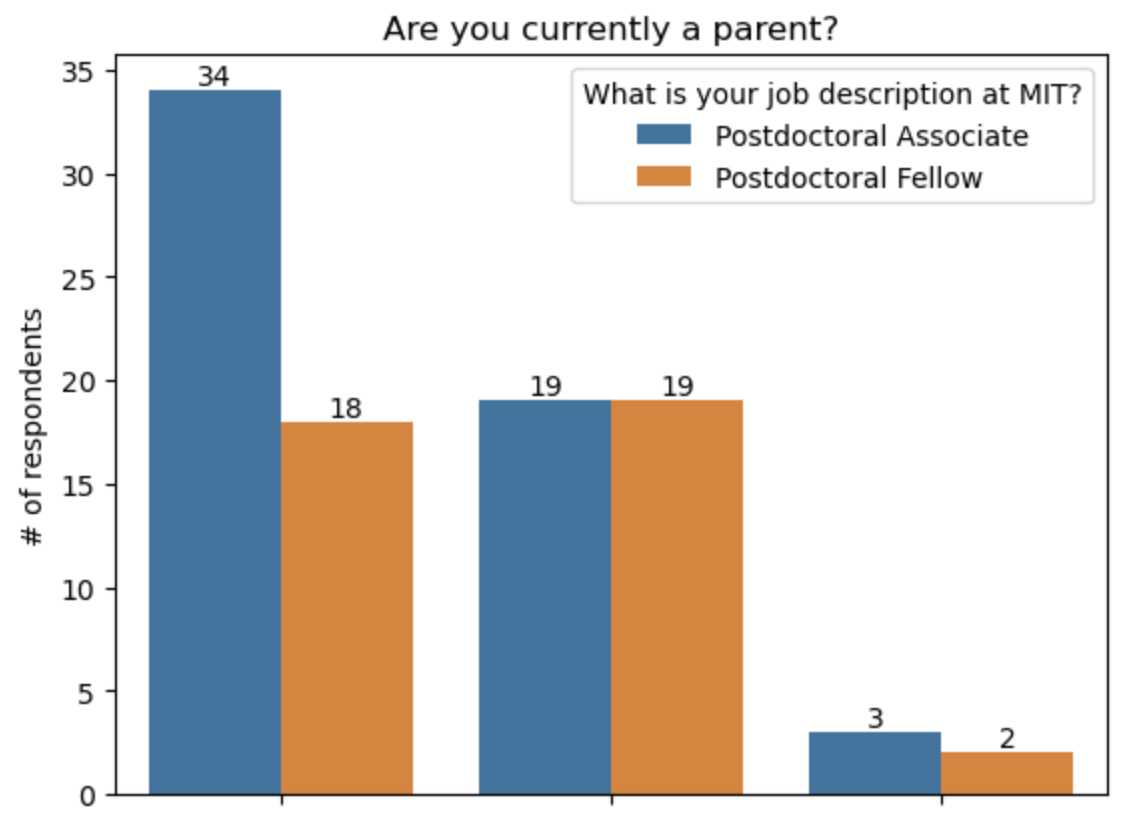 Are you currently a parent?
What is your job description at MIT?
Postdoctoral Associate
Postdoctoral Fellow
# of respondents
35
30
25
20
15
10
5
0
34
18
19
19
3
2